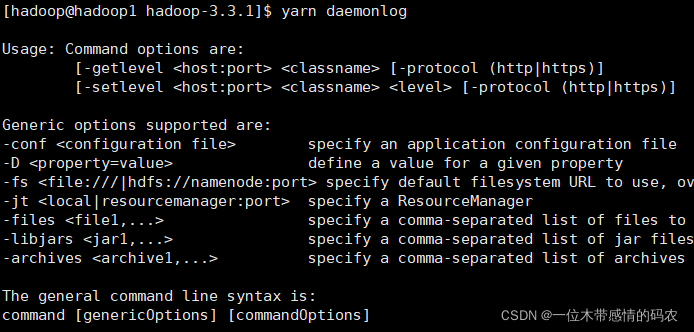 [hadoop@hadoop1 hadoop-3.3.1]$ yarn daemonlog
Usage: Command options are:
[-getlevel <host:port> <classname> [-protocol (http|https)]
[-setlevel <host:port> <classname> <level> [-protocol (http|https)]
Generic options supported are:
-conf <configuration file> specify an application configuration file
-D <property=value> define a value for a given property
-fs <file:///|hdfs://namenode:port> specify default filesystem URL to use, ov
-jt <local|resourcemanager:port> specify a ResourceManager
-files <file1,...> specify a comma-separated list of files to
-libjars <jar1,...> specify a comma-separated list of jar files
-archives <archive1,...> specify a comma-separated list of archives
The general command line syntax is:
command [genericOptions] [commandOptions]
CSDN @一位木带感情的码农